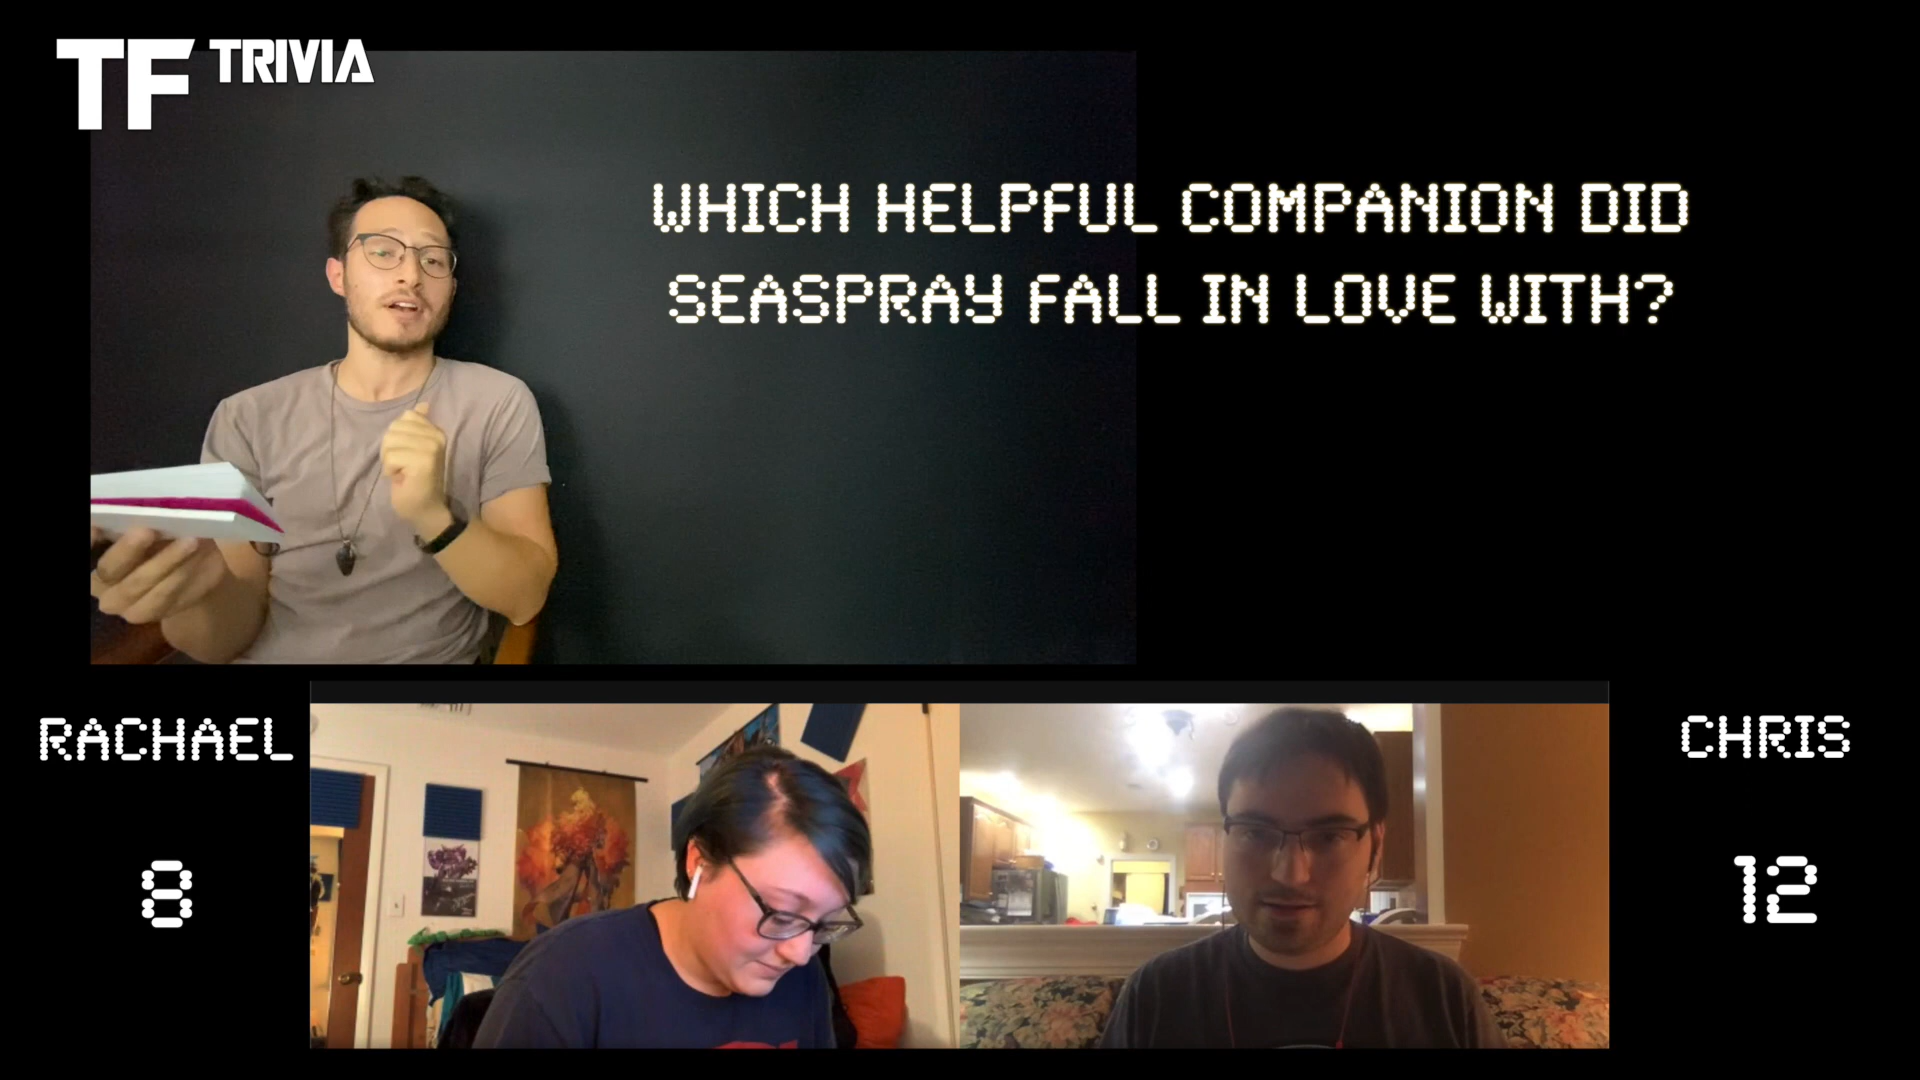 TF TRIVIA
WHICH HELPFUL COMPANION DID
SEASPRAY FALL IN LOVE WITH?
RACHAEL
CHRIS
8
12